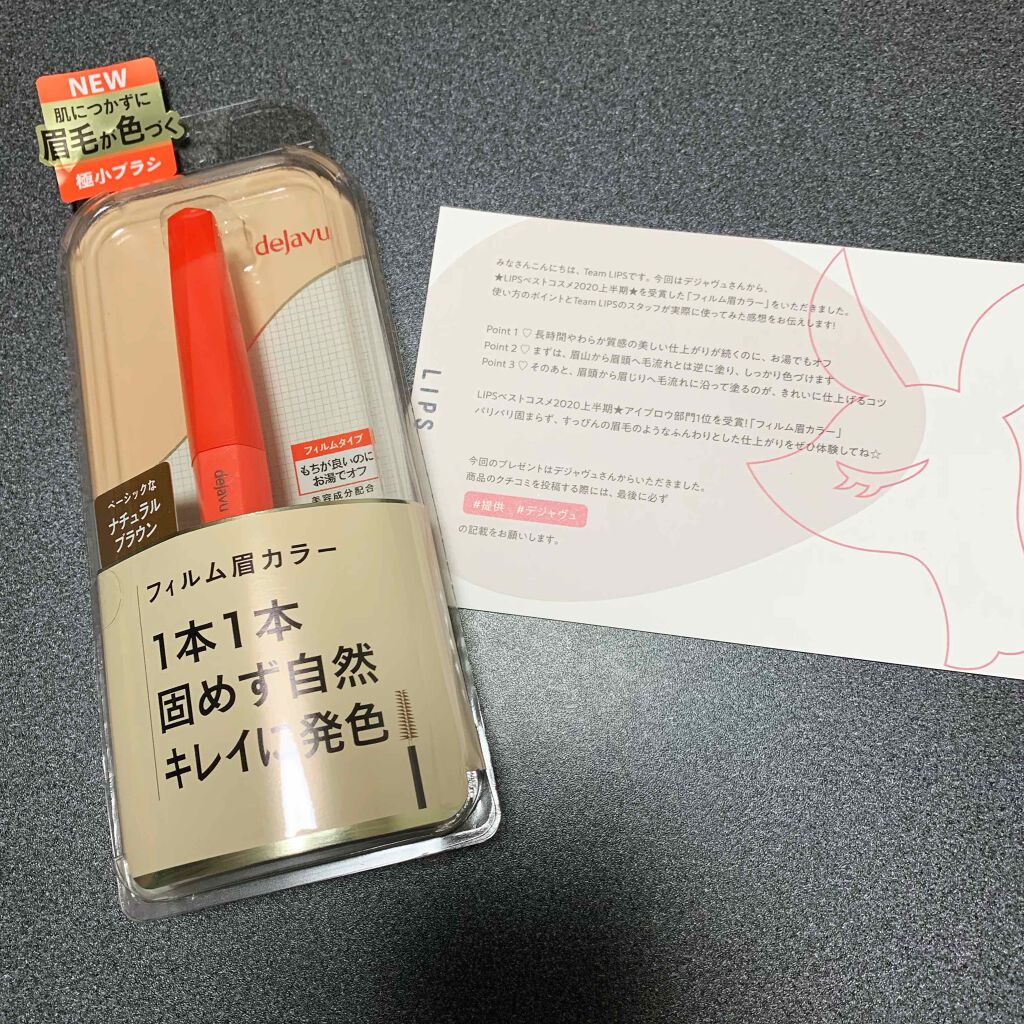 NEW
肌につかずに
眉毛が色づく
極小ブラシ
dejavu
フィルムタイプ
もちが良いのに
お湯でオフ
美容成分配合
dejavu
ベーシックな
ナチュラル
ブラウン
フィルム眉カラー
1本1本
固めず自然
キレイに発色
LIPS
みなさんこんにちは、Team LIPSです。今回はデジャヴュさんから、
★LIPSベストコスメ2020上半期★を受賞した「フィルム眉カラー」をいただきました。
使い方のポイントとTeam LIPSのスタッフが実際に使ってみた感想をお伝えします!
Point 1 ♡ 長時間やわらか質感の美しい仕上がりが続くのに、お湯でもオフ
Point 2 ♡ まずは、眉山から眉頭へ毛流れとは逆に塗り、しっかり色づけます
Point 3 ♡ そのあと、眉頭から眉じりへ毛流れに沿って塗るのが、きれいに仕上げるコツ
LIPSベストコスメ2020上半期★アイブロウ部門1位を受賞!「フィルム眉カラー」
パリパリ固まらず、すっぴんの眉毛のようなふんわりとした仕上がりをぜひ体験してね☆
今回のプレゼントはデジャヴュさんからいただきました。
商品のクチコミを投稿する際には、最後に必ず
#提供 #デジャヴュ
の記載をお願いします。